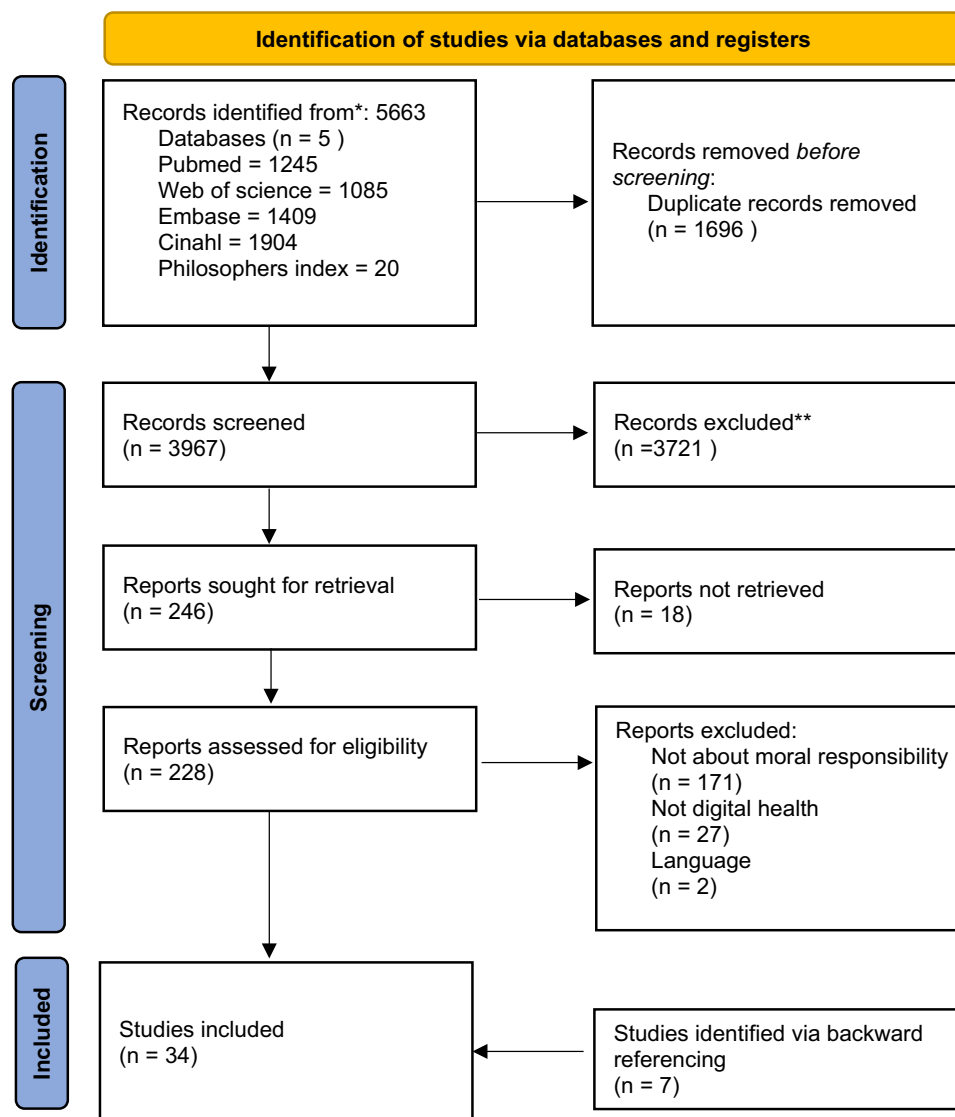 Identification of studies via databases and registers
Identification
Records identified from*: 5663
Databases (n = 5 )
Pubmed = 1245
Web of science = 1085
Embase = 1409
Cinahl = 1904
Philosophers index = 20
Records removed before
screening:
Duplicate records removed
(n = 1696 )
Screening
Records screened
(n = 3967)
Records excluded**
(n =3721 )
Reports sought for retrieval
(n = 246)
Reports not retrieved
(n = 18)
Reports assessed for eligibility
(n = 228)
Reports excluded:
Not about moral responsibility
(n = 171)
Not digital health
(n = 27)
Language
(n = 2)
Included
Studies included
(n = 34)
Studies identified via backward
referencing
(n = 7)